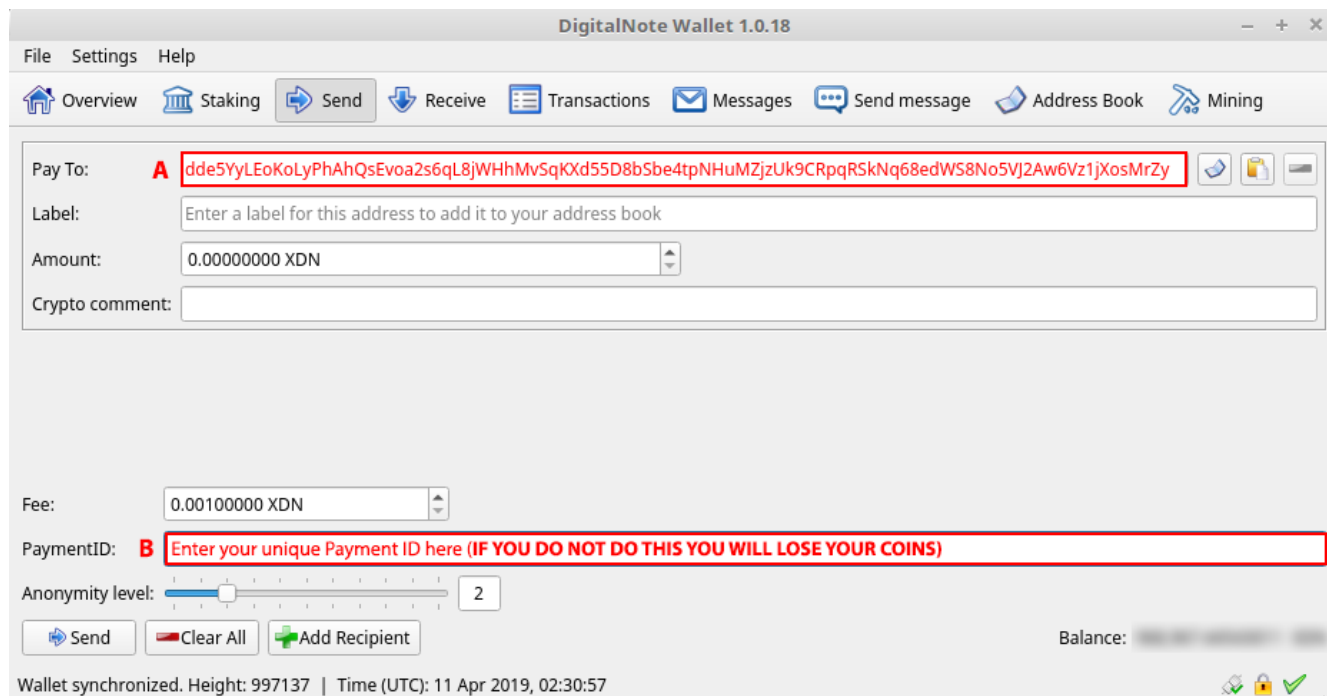 DigitalNote Wallet 1.0.18
File Settings Help
Overview Staking Send Receive Transactions Messages Send message Address Book Mining
Pay To: A dde5YyLEoKoLyPhAhQsEvoa2s6qL8jWHhMvSqKXd55D8bSbe4tpNHuMZjzUk9CRpqRSkNq68edWS8No5VJ2Aw6Vz1jXosMrZy
Label: Enter a label for this address to add it to your address book
Amount: 0.00000000 XDN
Crypto comment:
Fee: 0.00100000 XDN
PaymentID: B Enter your unique Payment ID here (IF YOU DO NOT DO THIS YOU WILL LOSE YOUR COINS)
Anonymity level: 2
Send Clear All Add Recipient Balance:
Wallet synchronized. Height: 997137 | Time (UTC): 11 Apr 2019, 02:30:57